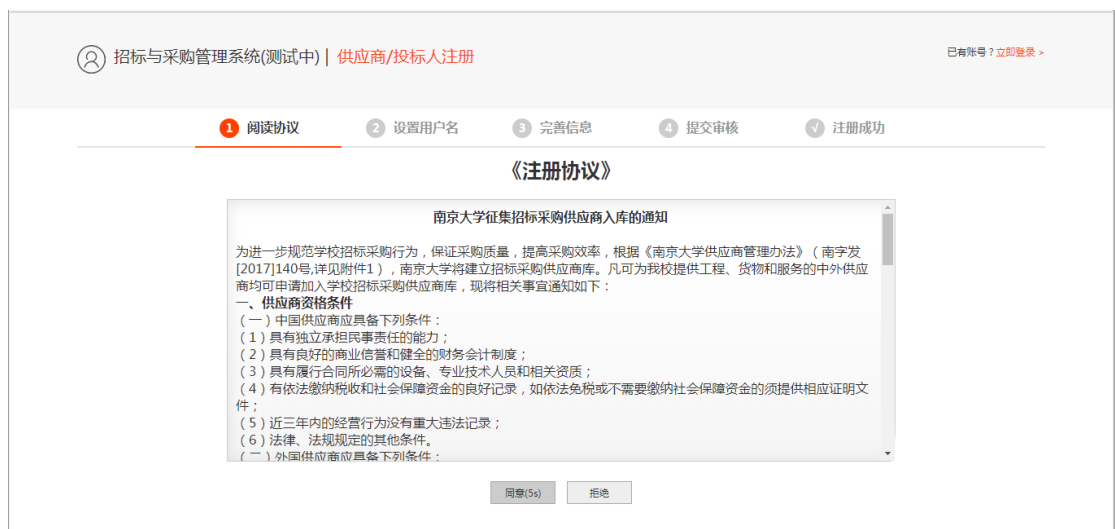 招标与采购管理系统(测试中) | 供应商/投标人注册
已有账号？立即登录 >
1 阅读协议 2 设置用户名 3 完善信息 4 提交审核 √ 注册成功
《注册协议》
南京大学征集招标采购供应商入库的通知
为进一步规范学校招标采购行为，保证采购质量，提高采购效率，根据《南京大学供应商管理办法》（南字发
[2017]140号,详见附件1），南京大学将建立招标采购供应商库。凡可为我校提供工程、货物和服务的中外供应
商均可申请加入学校招标采购供应商库，现将相关事宜通知如下：
一、供应商资格条件
（一）中国供应商应具备下列条件：
（1）具有独立承担民事责任的能力；
（2）具有良好的商业信誉和健全的财务会计制度；
（3）具有履行合同所必需的设备、专业技术人员和相关资质；
（4）有依法缴纳税收和社会保障资金的良好记录，如依法免税或不需要缴纳社会保障资金的须提供相应证明文
件；
（5）近三年内的经营行为没有重大违法记录；
（6）法律、法规规定的其他条件。
（二）外国供应商应具备下列条件：
同意(5s) 拒绝